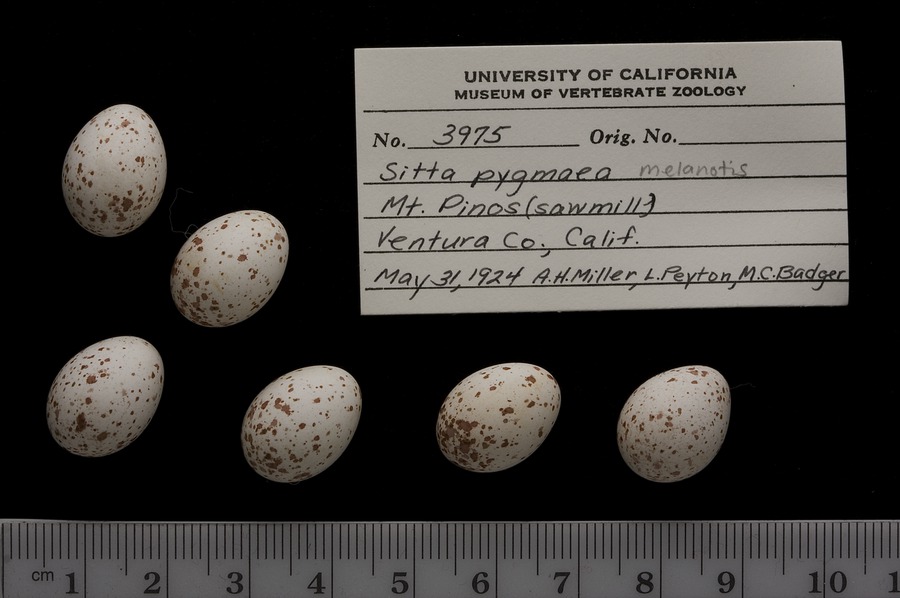 UNIVERSITY OF CALIFORNIA
MUSEUM OF VERTEBRATE ZOOLOGY
No. 3975 Orig. No.
Sitta pygmaea melanotis
Mt. Pinos (sawmill)
Ventura Co., Calif.
May 31, 1924 A.H.Miller, L.Peyton, M.C.Badger
cm 1 2 3 4 5 6 7 8 9 10 1